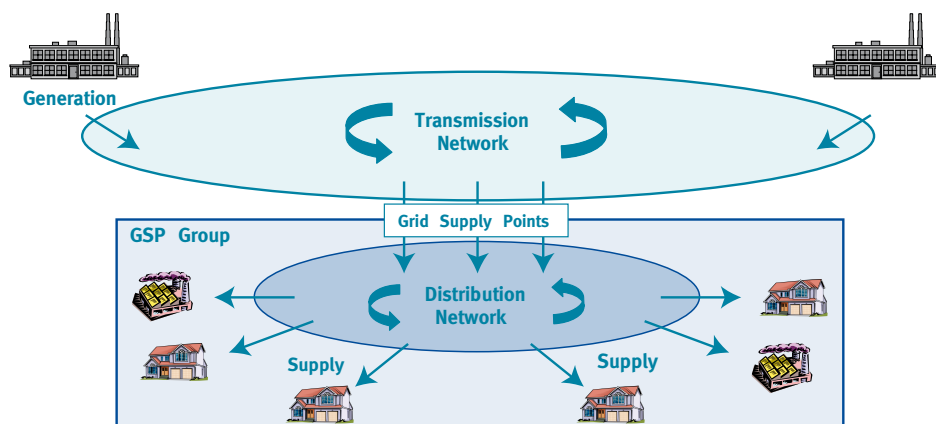 Generation
Transmission
Network
Grid Supply Points
GSP Group
Distribution
Network
Supply
Supply